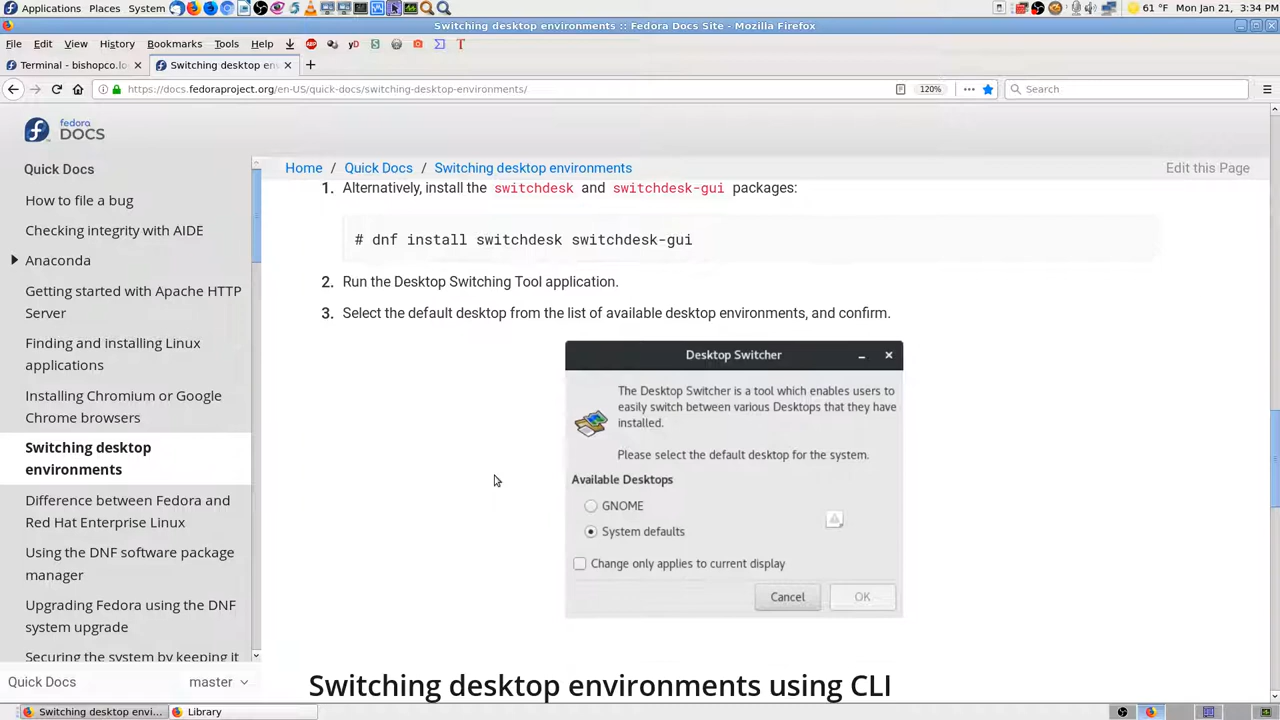 Applications Places System 61 °F Mon Jan 21, 3:34 PM
Switching desktop environments :: Fedora Docs Site - Mozilla Firefox
File Edit View History Bookmarks Tools Help ABP yD S T
Terminal - bishopco.lo × Switching desktop en × +
https://docs.fedoraproject.org/en-US/quick-docs/switching-desktop-environments/ 120% Search
fedora
DOCS
Quick Docs
How to file a bug
Checking integrity with AIDE
Anaconda
Getting started with Apache HTTP
Server
Finding and installing Linux
applications
Installing Chromium or Google
Chrome browsers
Switching desktop
environments
Difference between Fedora and
Red Hat Enterprise Linux
Using the DNF software package
manager
Upgrading Fedora using the DNF
system upgrade
Securing the system by keeping it
Quick Docs master
Home / Quick Docs / Switching desktop environments Edit this Page
1. Alternatively, install the switchdesk and switchdesk-gui packages:
# dnf install switchdesk switchdesk-gui
2. Run the Desktop Switching Tool application.
3. Select the default desktop from the list of available desktop environments, and confirm.
Desktop Switcher
The Desktop Switcher is a tool which enables users to
easily switch between various Desktops that they have
installed.
Please select the default desktop for the system.
Available Desktops
GNOME
System defaults
Change only applies to current display
Cancel OK
Switching desktop environments using CLI
Switching desktop envi... Library